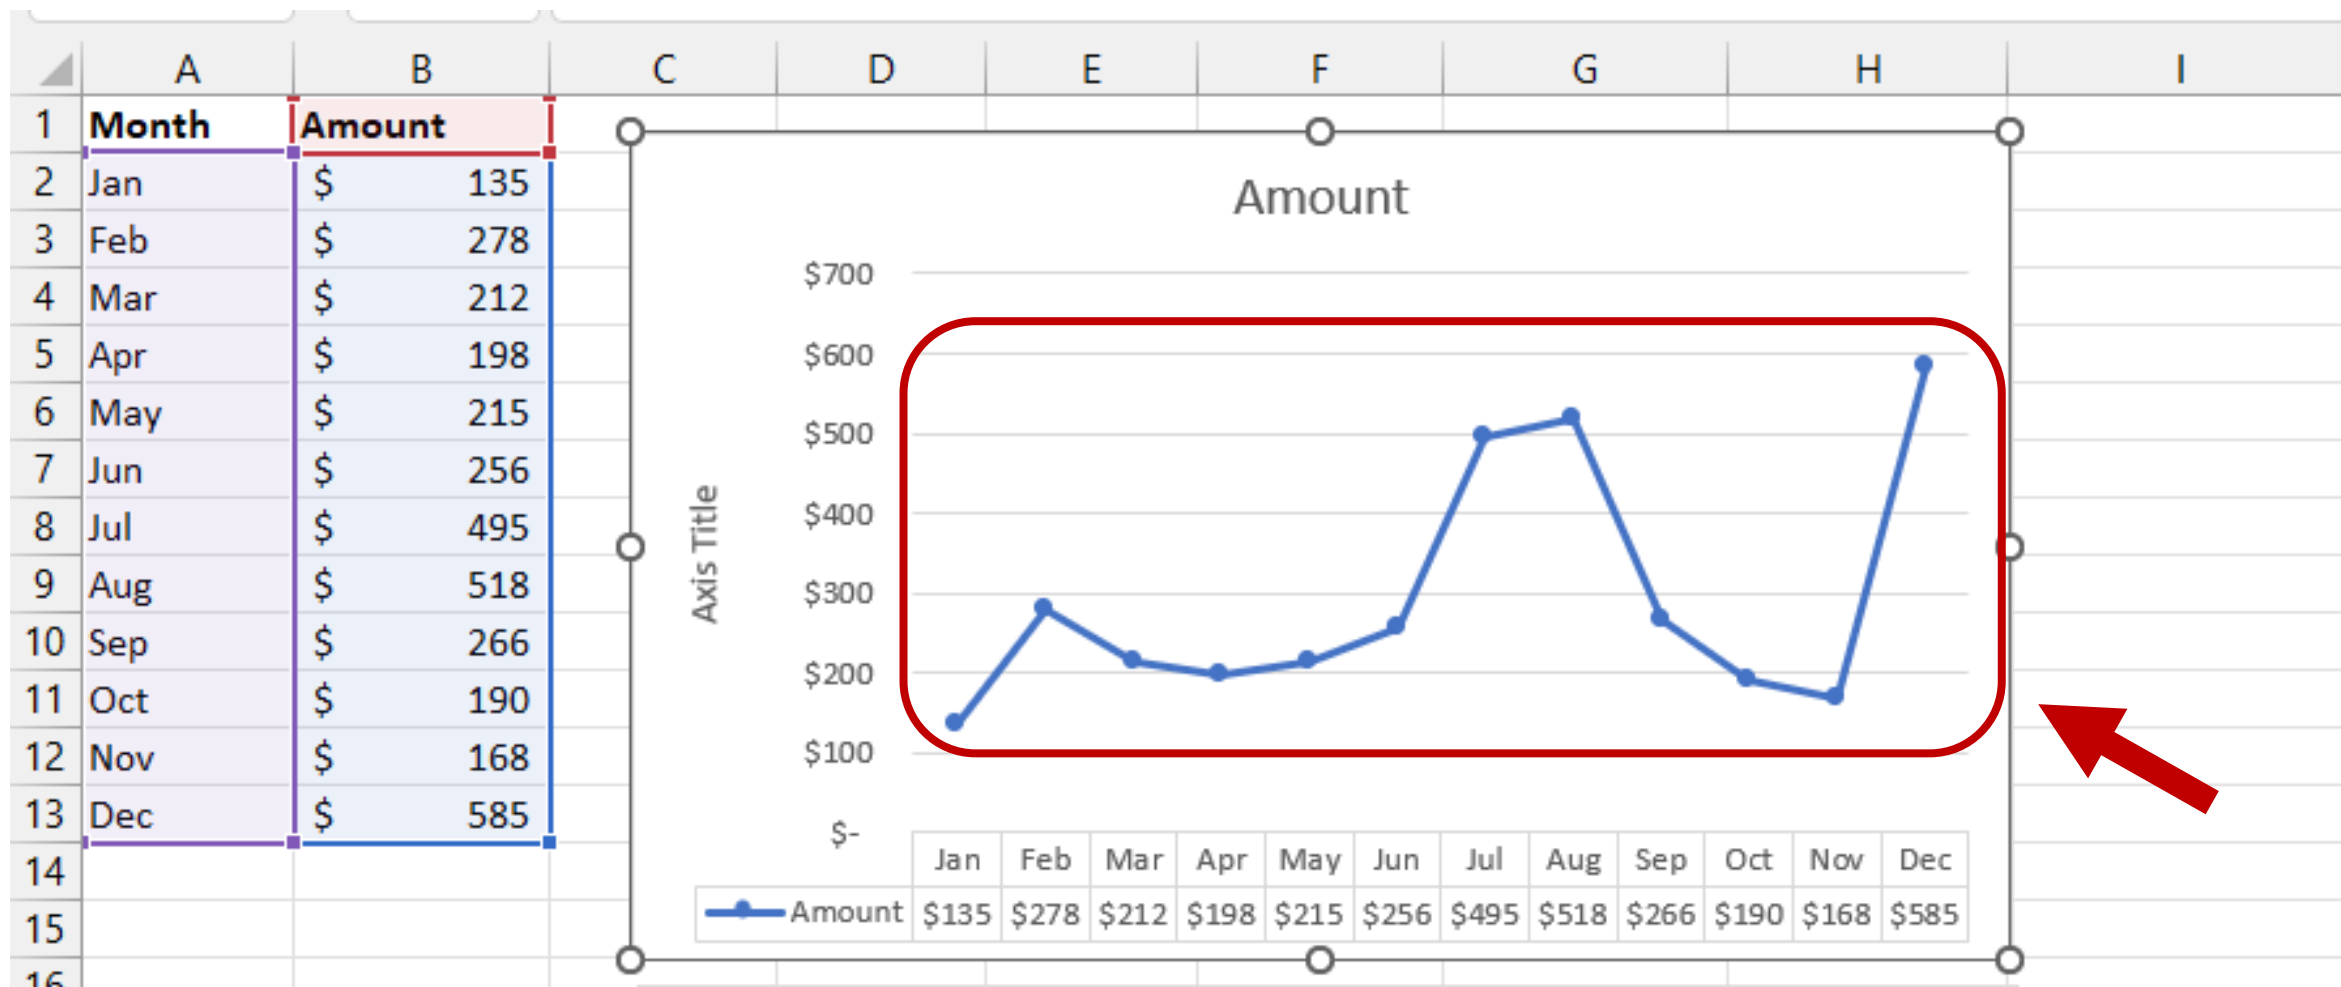 A B C D E F G H I
1 Month Amount
2 Jan $ 135
3 Feb $ 278
4 Mar $ 212
5 Apr $ 198
6 May $ 215
7 Jun $ 256
8 Jul $ 495
9 Aug $ 518
10 Sep $ 266
11 Oct $ 190
12 Nov $ 168
13 Dec $ 585
14
15
16
Amount
$700
$600
$500
$400
$300
$200
$100
$-
Axis Title
Jan Feb Mar Apr May Jun Jul Aug Sep Oct Nov Dec
Amount $135 $278 $212 $198 $215 $256 $495 $518 $266 $190 $168 $585